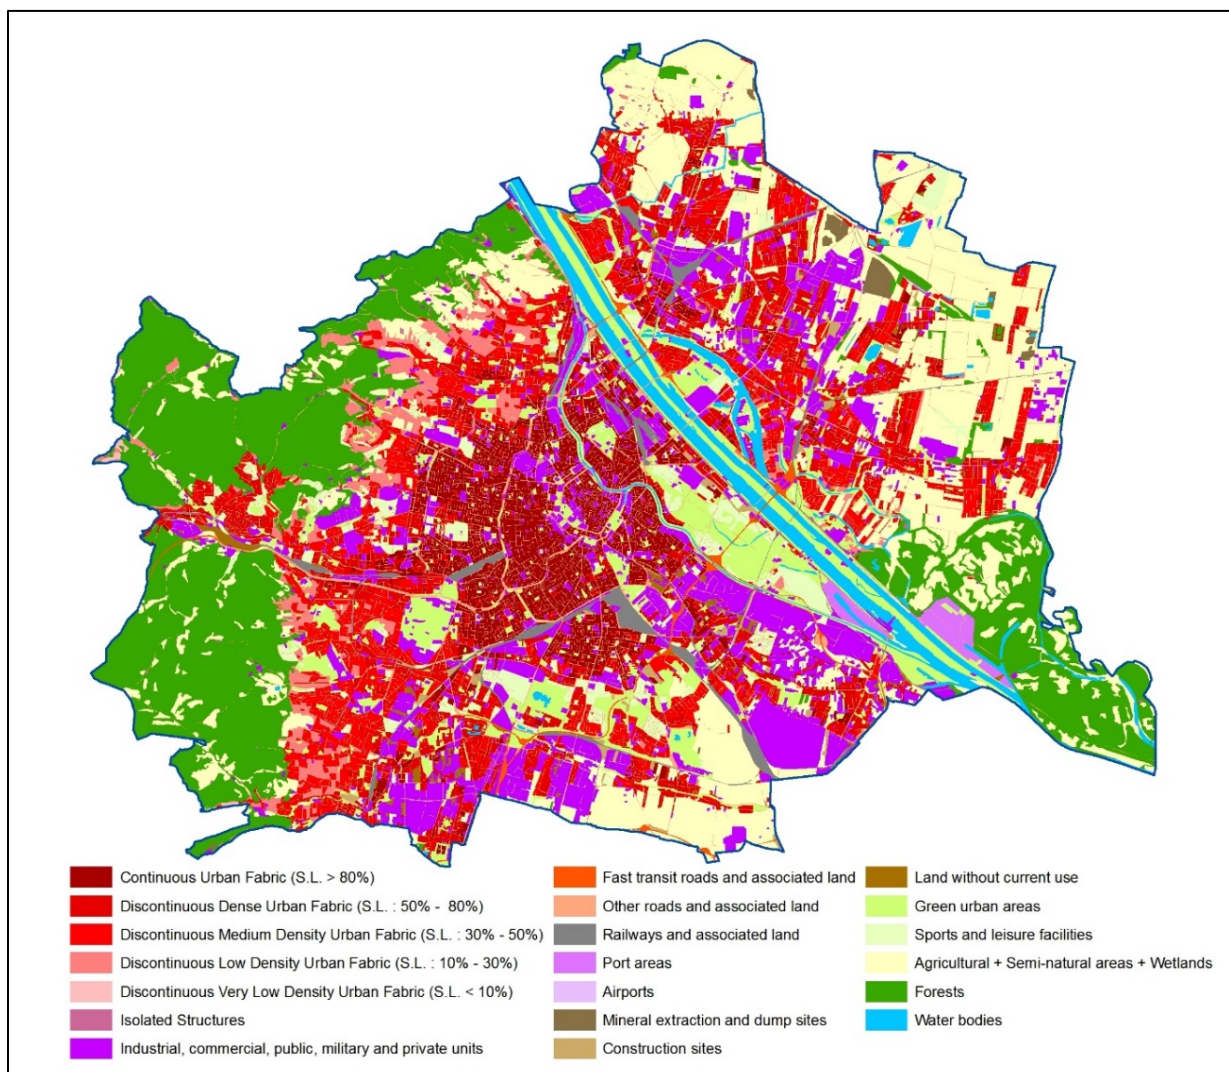 Continuous Urban Fabric (S.L. > 80%)
Discontinuous Dense Urban Fabric (S.L. : 50% - 80%)
Discontinuous Medium Density Urban Fabric (S.L. : 30% - 50%)
Discontinuous Low Density Urban Fabric (S.L. : 10% - 30%)
Discontinuous Very Low Density Urban Fabric (S.L. < 10%)
Isolated Structures
Industrial, commercial, public, military and private units
Fast transit roads and associated land
Other roads and associated land
Railways and associated land
Port areas
Airports
Mineral extraction and dump sites
Construction sites
Land without current use
Green urban areas
Sports and leisure facilities
Agricultural + Semi-natural areas + Wetlands
Forests
Water bodies